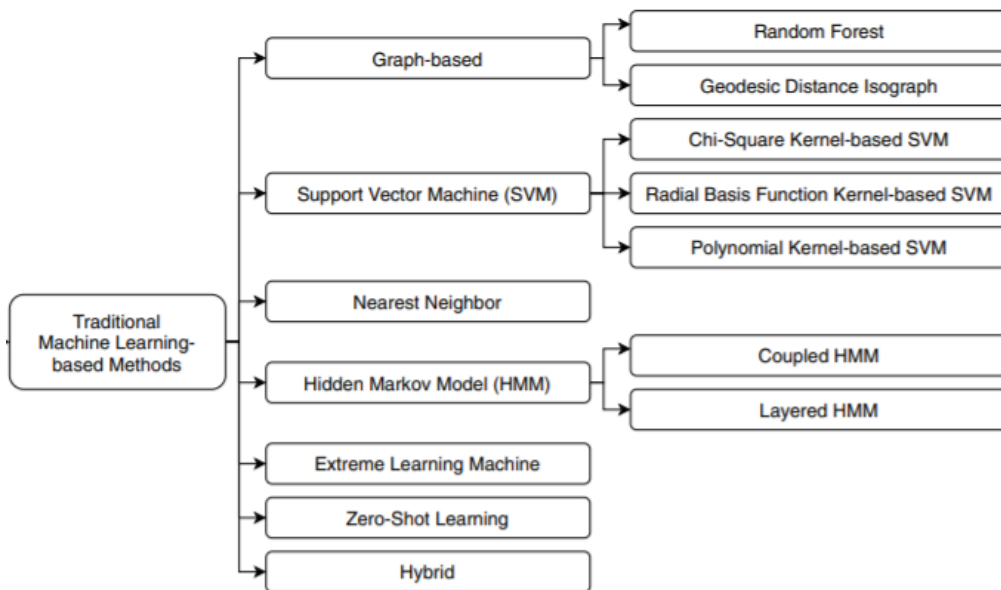 Random Forest
Graph-based
Geodesic Distance Isograph
Chi-Square Kernel-based SVM
Support Vector Machine (SVM)
Radial Basis Function Kernel-based SVM
Polynomial Kernel-based SVM
Nearest Neighbor
Traditional
Machine Learning-
based Methods
Coupled HMM
Hidden Markov Model (HMM)
Layered HMM
Extreme Learning Machine
Zero-Shot Learning
Hybrid